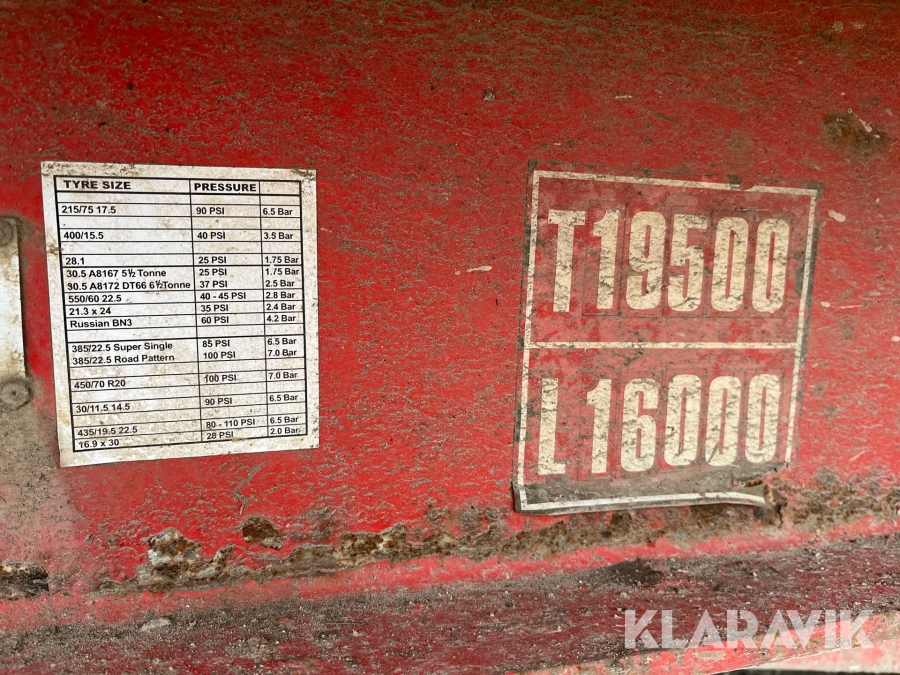 TYRE SIZE PRESSURE
215/75 17.5 90 PSI 6.5 Bar
400/15.5 40 PSI 3.5 Bar
28.1 25 PSI 1.75 Bar
30.5 A8167 5½ Tonne 25 PSI 1.75 Bar
30.5 A8172 DT66 6½Tonne 37 PSI 2.5 Bar
550/60 22.5 40 - 45 PSI 2.8 Bar
21.3 x 24 35 PSI 2.4 Bar
Russian BN3 60 PSI 4.2 Bar
385/22.5 Super Single 85 PSI 6.5 Bar
385/22.5 Road Pattern 100 PSI 7.0 Bar
450/70 R20 100 PSI 7.0 Bar
30/11.5 14.5 90 PSI 6.5 Bar
435/19.5 22.5 80 - 110 PSI 6.5 Bar
16.9 x 30 28 PSI 2.0 Bar
T19500
L16000
KLARAVIK